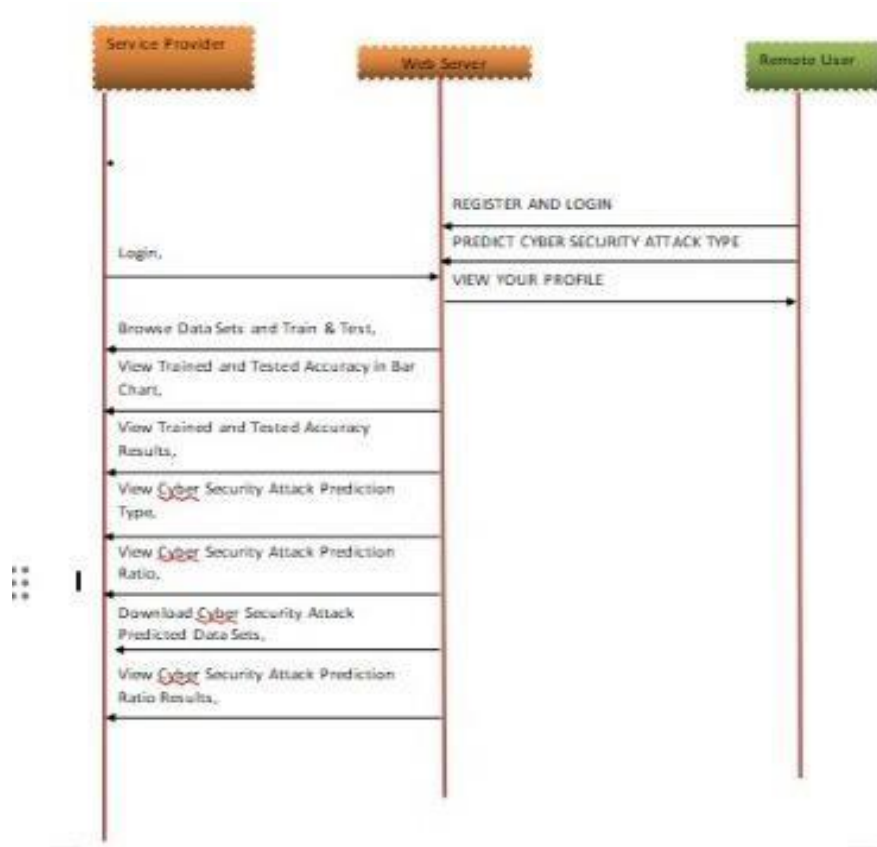 Service Provider
Web Server
Remote User
REGISTER AND LOGIN
PREDICT CYBER SECURITY ATTACK TYPE
Login,
VIEW YOUR PROFILE
Browse Data Sets and Train & Test,
View Trained and Tested Accuracy in Bar
Chart,
View Trained and Tested Accuracy
Results,
View Cyber Security Attack Prediction
Type,
View Cyber Security Attack Prediction
Ratio,
Download Cyber Security Attack
Predicted Data Sets,
View Cyber Security Attack Prediction
Ratio Results,